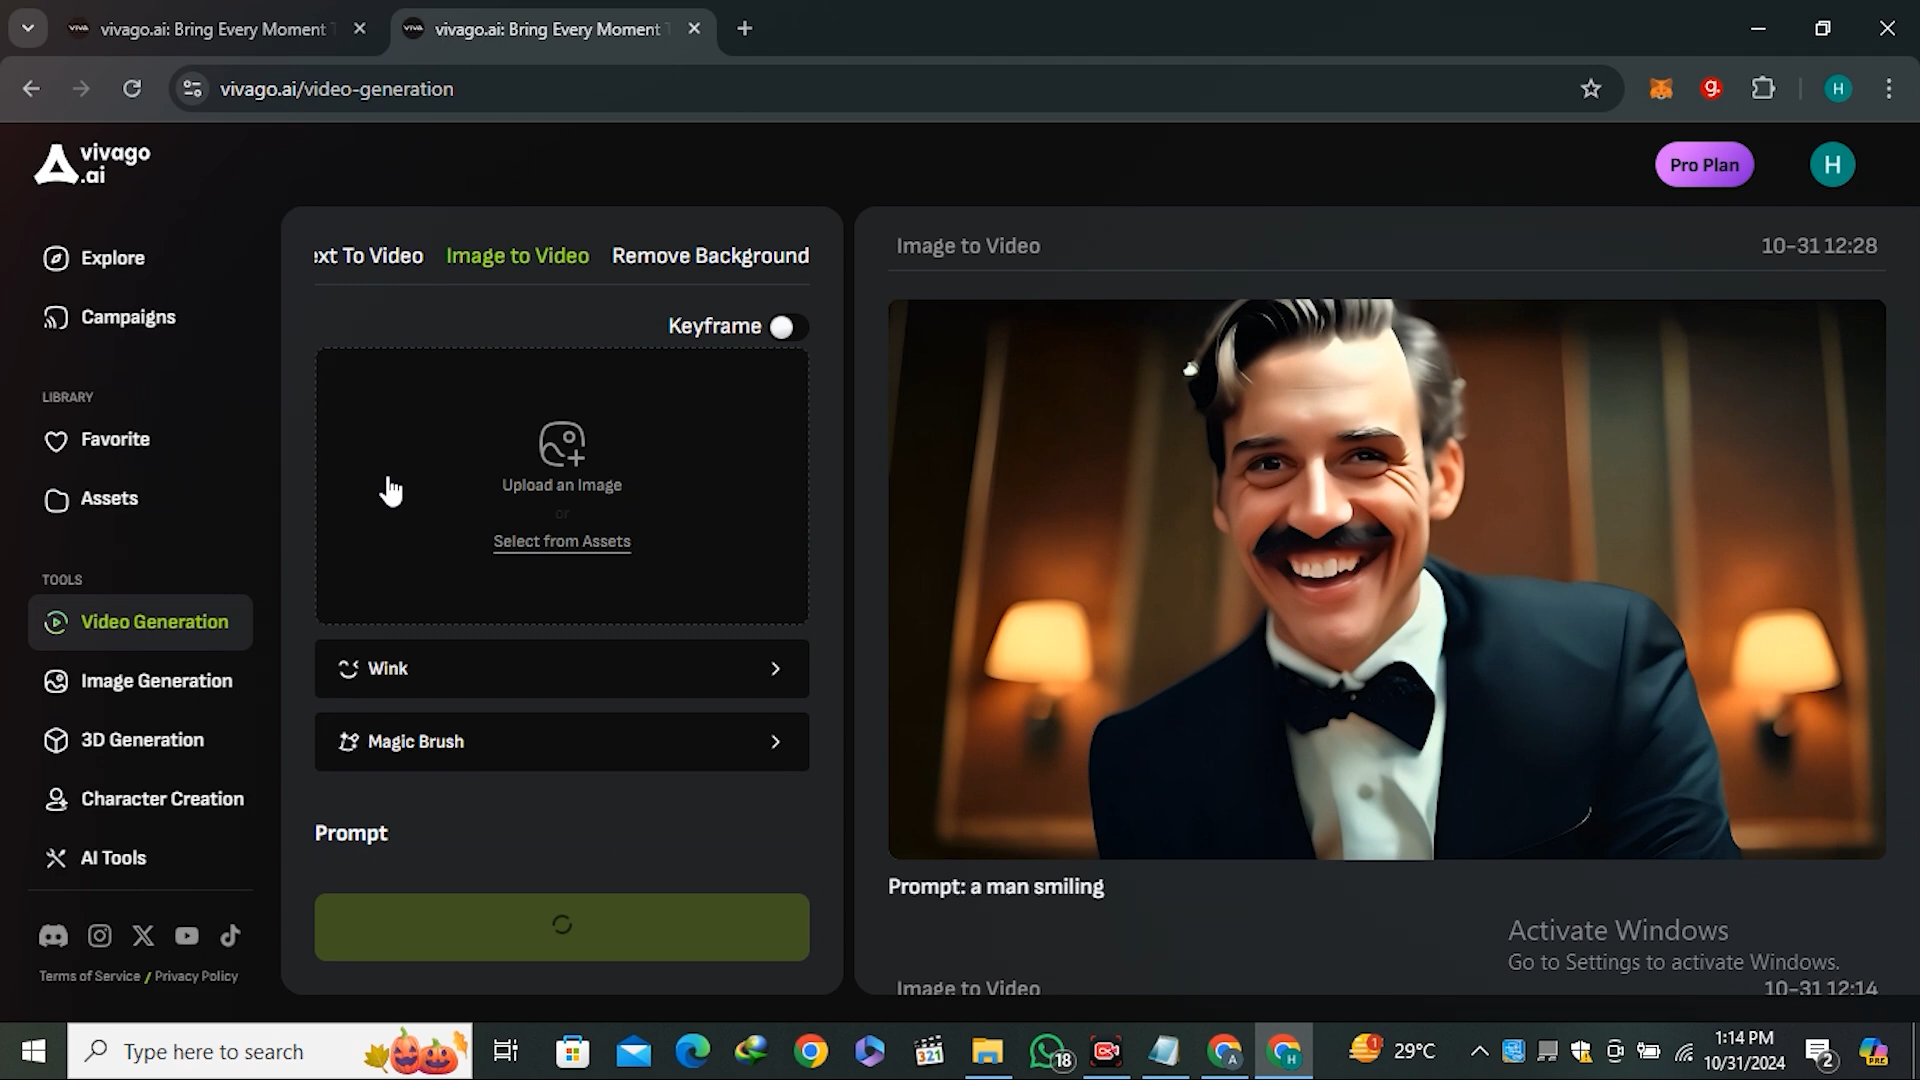 vivago.ai: Bring Every Moment
vivago.ai: Bring Every Moment
vivago.ai/video-generation
H
vivago
.ai
Pro Plan
H
Explore
Campaigns
LIBRARY
Favorite
Assets
TOOLS
Video Generation
Image Generation
3D Generation
Character Creation
AI Tools
Terms of Service / Privacy Policy
xt To Video
Image to Video
Remove Background
Keyframe
Upload an Image
or
Select from Assets
Wink
Magic Brush
Prompt
Image to Video
10-31 12:28
Prompt: a man smiling
Activate Windows
Go to Settings to activate Windows.
Image to Video
10-31 12:14
Type here to search
321
18
A
H
1
29°C
1:14 PM
10/31/2024
2
PRE